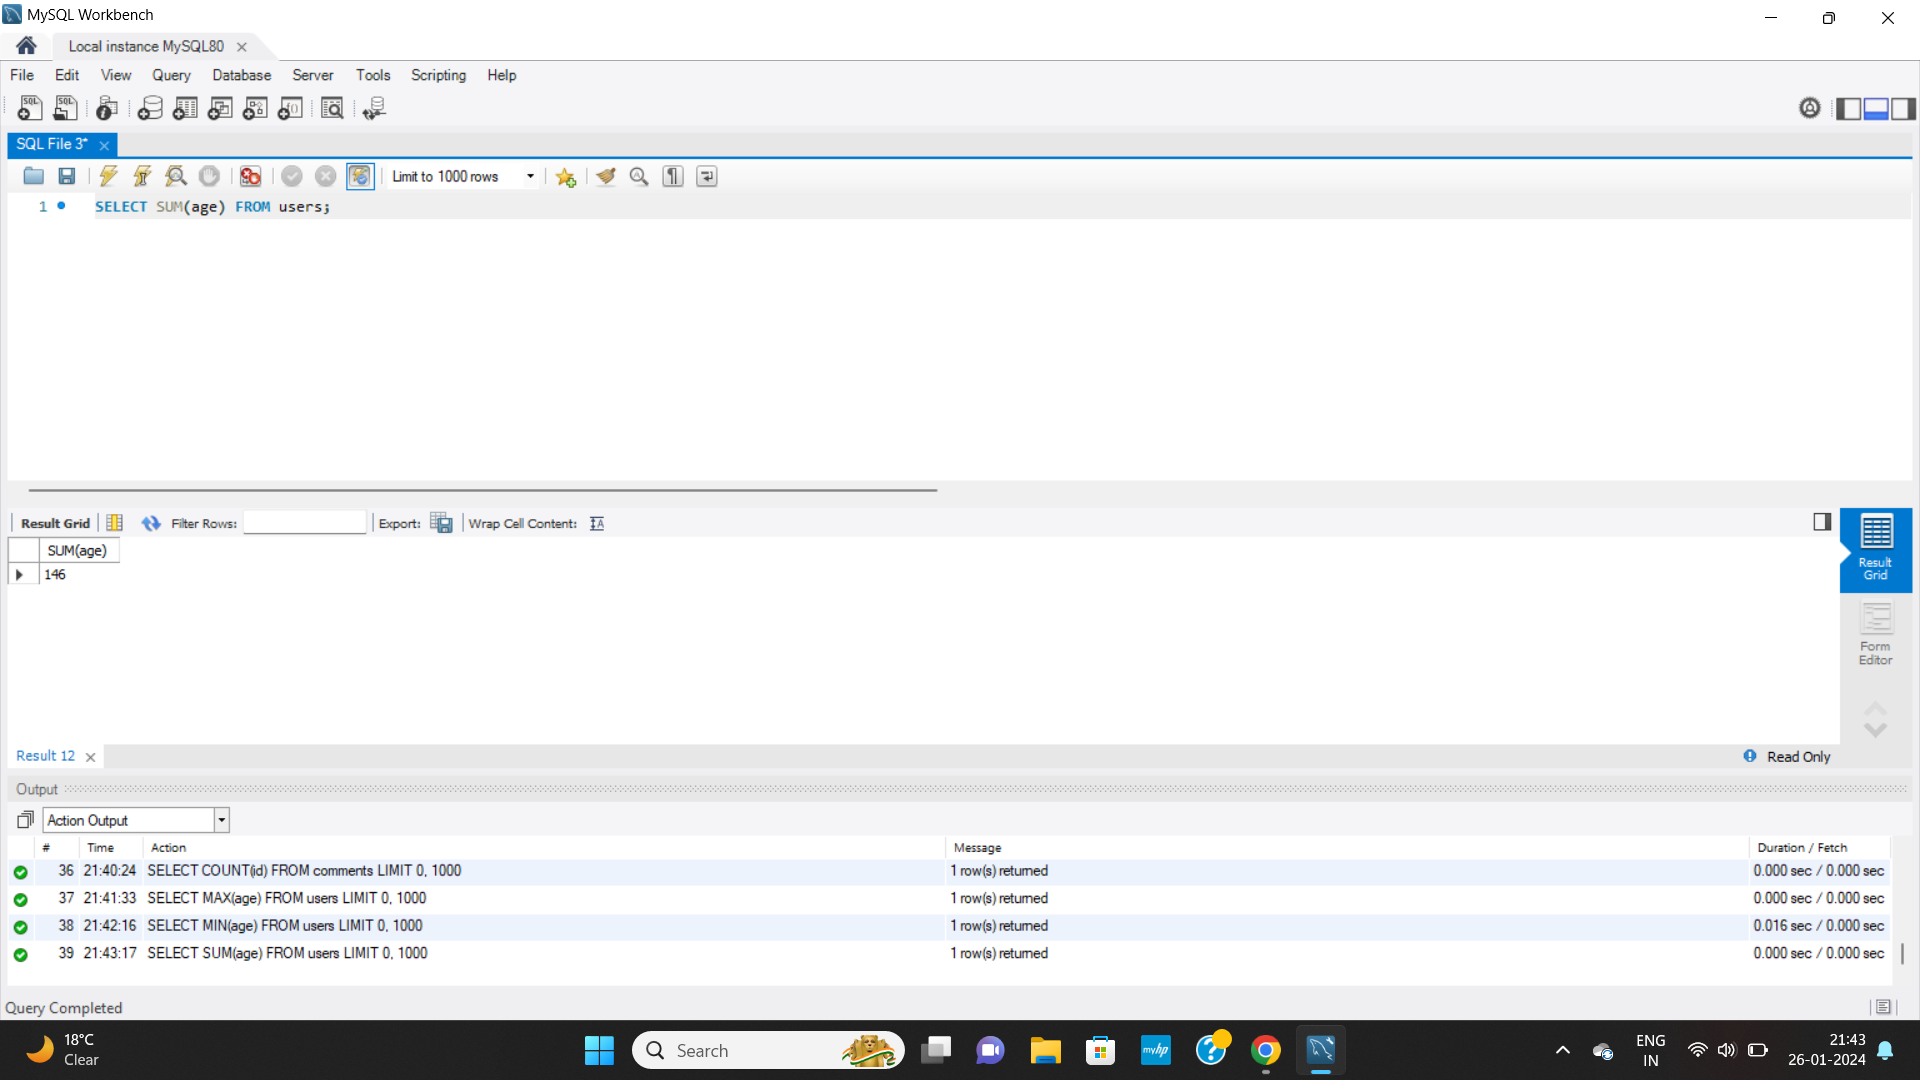 MySQL Workbench
Local instance MySQL80
File Edit View Query Database Server Tools Scripting Help
SQL File 3*
Limit to 1000 rows
1 SELECT SUM(age) FROM users;
Result Grid Filter Rows: Export: Wrap Cell Content:
SUM(age)
146
Result
Grid
Form
Editor
Result 12 Read Only
Output
Action Output
# Time Action Message Duration / Fetch
36 21:40:24 SELECT COUNT(id) FROM comments LIMIT 0, 1000 1 row(s) returned 0.000 sec / 0.000 sec
37 21:41:33 SELECT MAX(age) FROM users LIMIT 0, 1000 1 row(s) returned 0.000 sec / 0.000 sec
38 21:42:16 SELECT MIN(age) FROM users LIMIT 0, 1000 1 row(s) returned 0.016 sec / 0.000 sec
39 21:43:17 SELECT SUM(age) FROM users LIMIT 0, 1000 1 row(s) returned 0.000 sec / 0.000 sec
Query Completed
18°C
Clear
Search
myhp
ENG
IN
21:43
26-01-2024